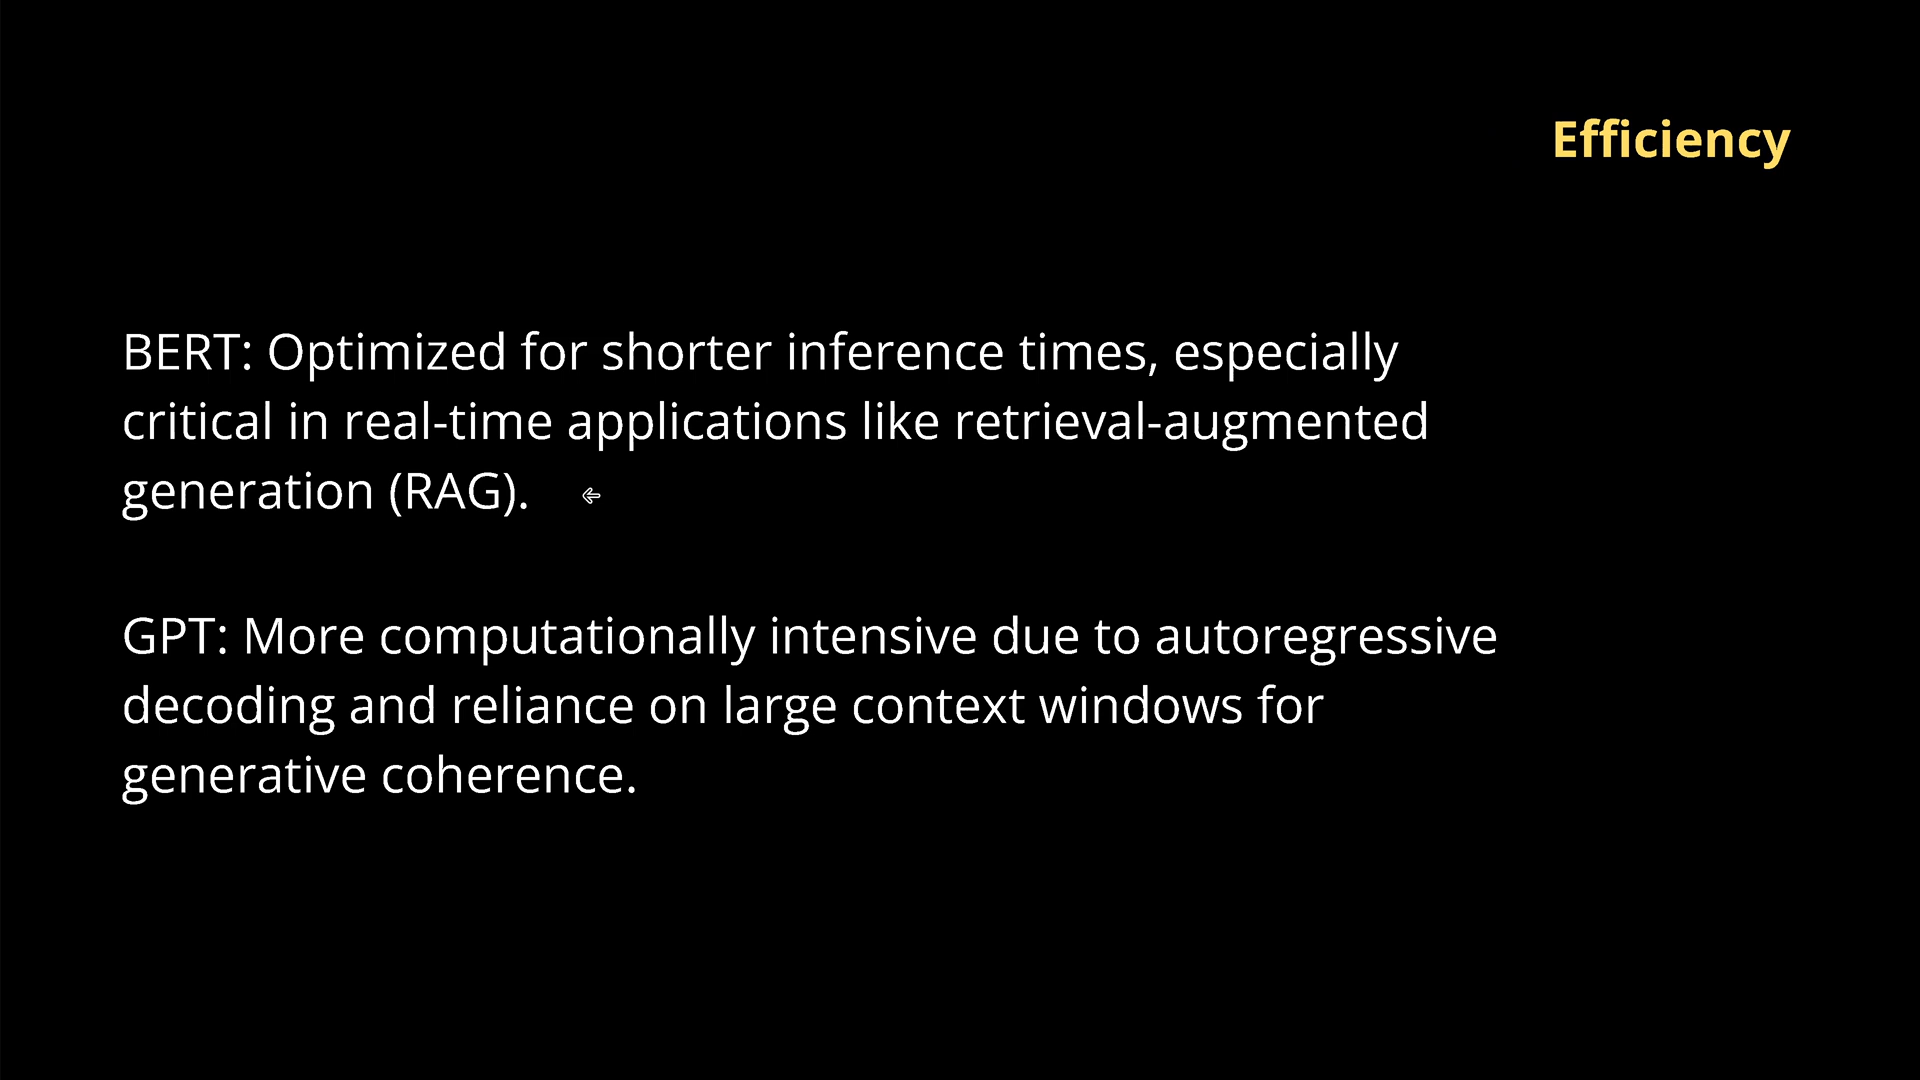 Efficiency
BERT: Optimized for shorter inference times, especially
critical in real-time applications like retrieval-augmented
generation (RAG).
GPT: More computationally intensive due to autoregressive
decoding and reliance on large context windows for
generative coherence.